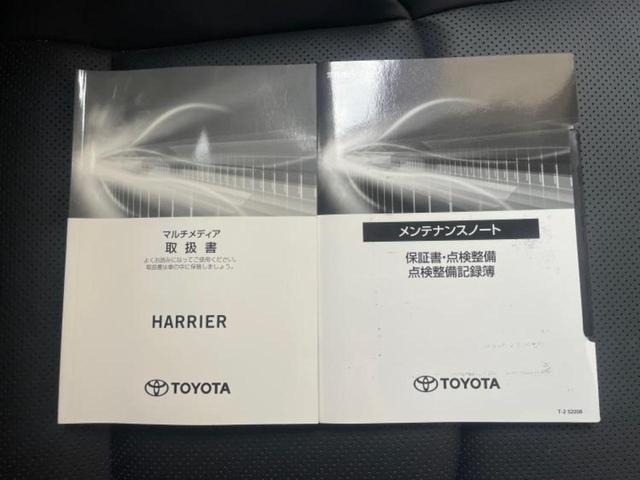 マルチメディア
取扱書
よくお読みになってご使用ください。
取扱書は車の中に保管しましょう。
HARRIER
TOYOTA
メンテナンスノート
保証書・点検整備
点検整備記録簿
TOYOTA